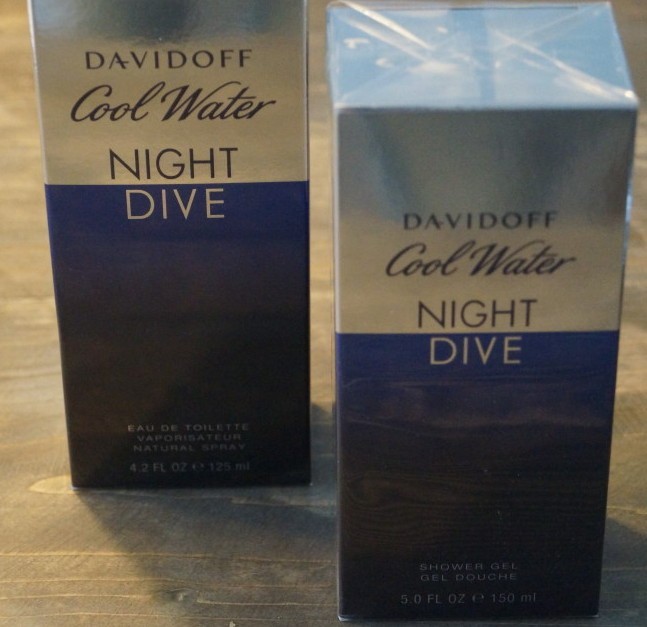 DAVIDOFF
Cool Water
NIGHT
DIVE
EAU DE TOILETTE
VAPORISATEUR
NATURAL SPRAY
4.2 FL OZ ℮ 125 ml
DAVIDOFF
Cool Water
NIGHT
DIVE
SHOWER GEL
GEL DOUCHE
5.0 FL OZ ℮ 150 ml